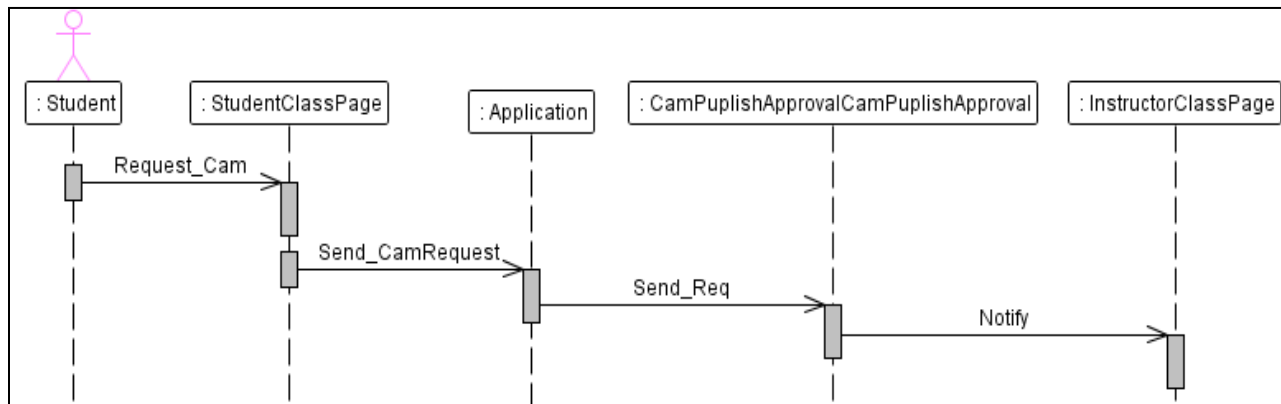 : Student
: StudentClassPage
: Application
: CamPuplishApprovalCamPuplishApproval
: InstructorClassPage
Request_Cam
Send_CamRequest
Send_Req
Notify